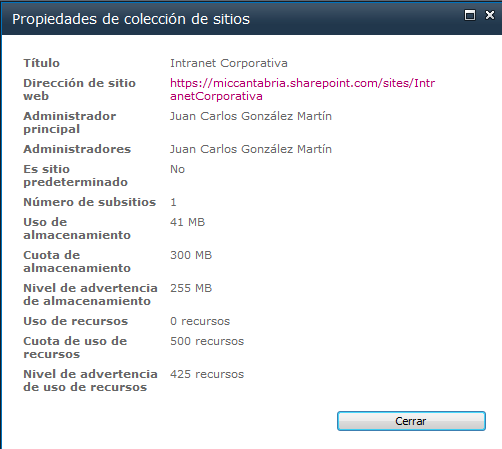 Propiedades de colección de sitios
Título Intranet Corporativa
Dirección de sitio https://miccantabria.sharepoint.com/sites/Intr
web anetCorporativa
Administrador Juan Carlos González Martín
principal
Administradores Juan Carlos González Martín
Es sitio No
predeterminado
Número de subsitios 1
Uso de 41 MB
almacenamiento
Cuota de 300 MB
almacenamiento
Nivel de advertencia 255 MB
de almacenamiento
Uso de recursos 0 recursos
Cuota de uso de 500 recursos
recursos
Nivel de advertencia 425 recursos
de uso de recursos
Cerrar